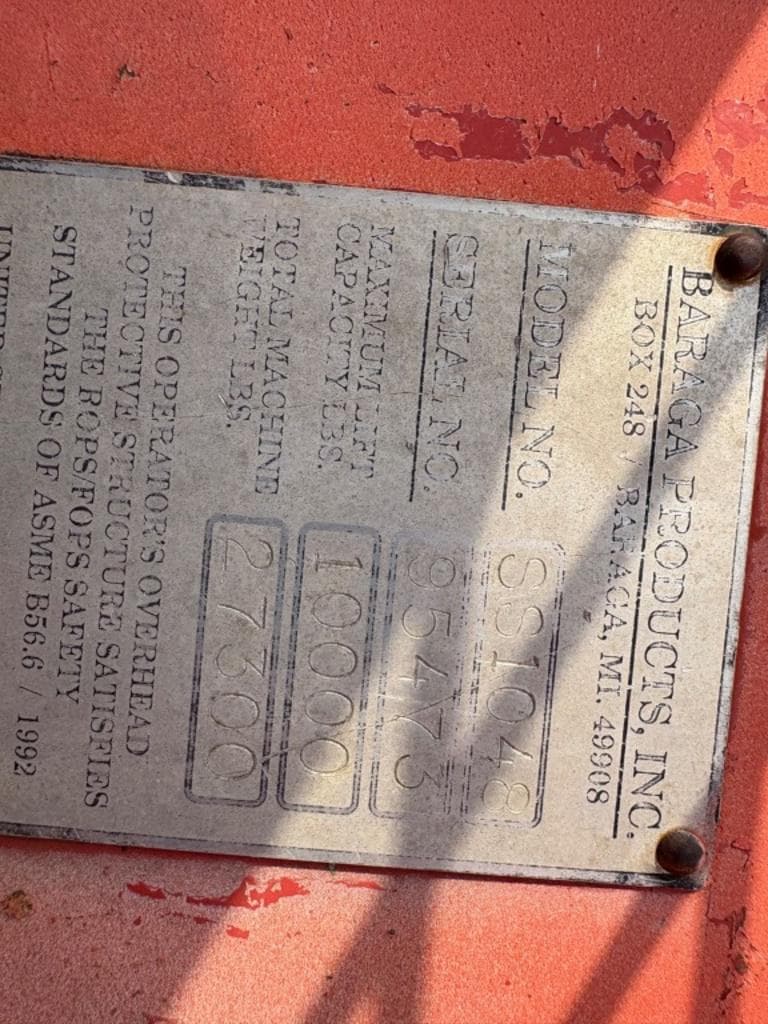 BARAGA PRODUCTS, INC.
BOX 248 / BARAGA, MI. 49908
MODEL NO. SS1048
SERIAL NO. 95473
MAXIMUM LIFT
CAPACITY LBS. 10000
TOTAL MACHINE
WEIGHT LBS. 27300
THIS OPERATOR'S OVERHEAD
PROTECTIVE STRUCTURE SATISFIES
THE ROPS/FOPS SAFETY
STANDARDS OF ASME B56.6 / 1992